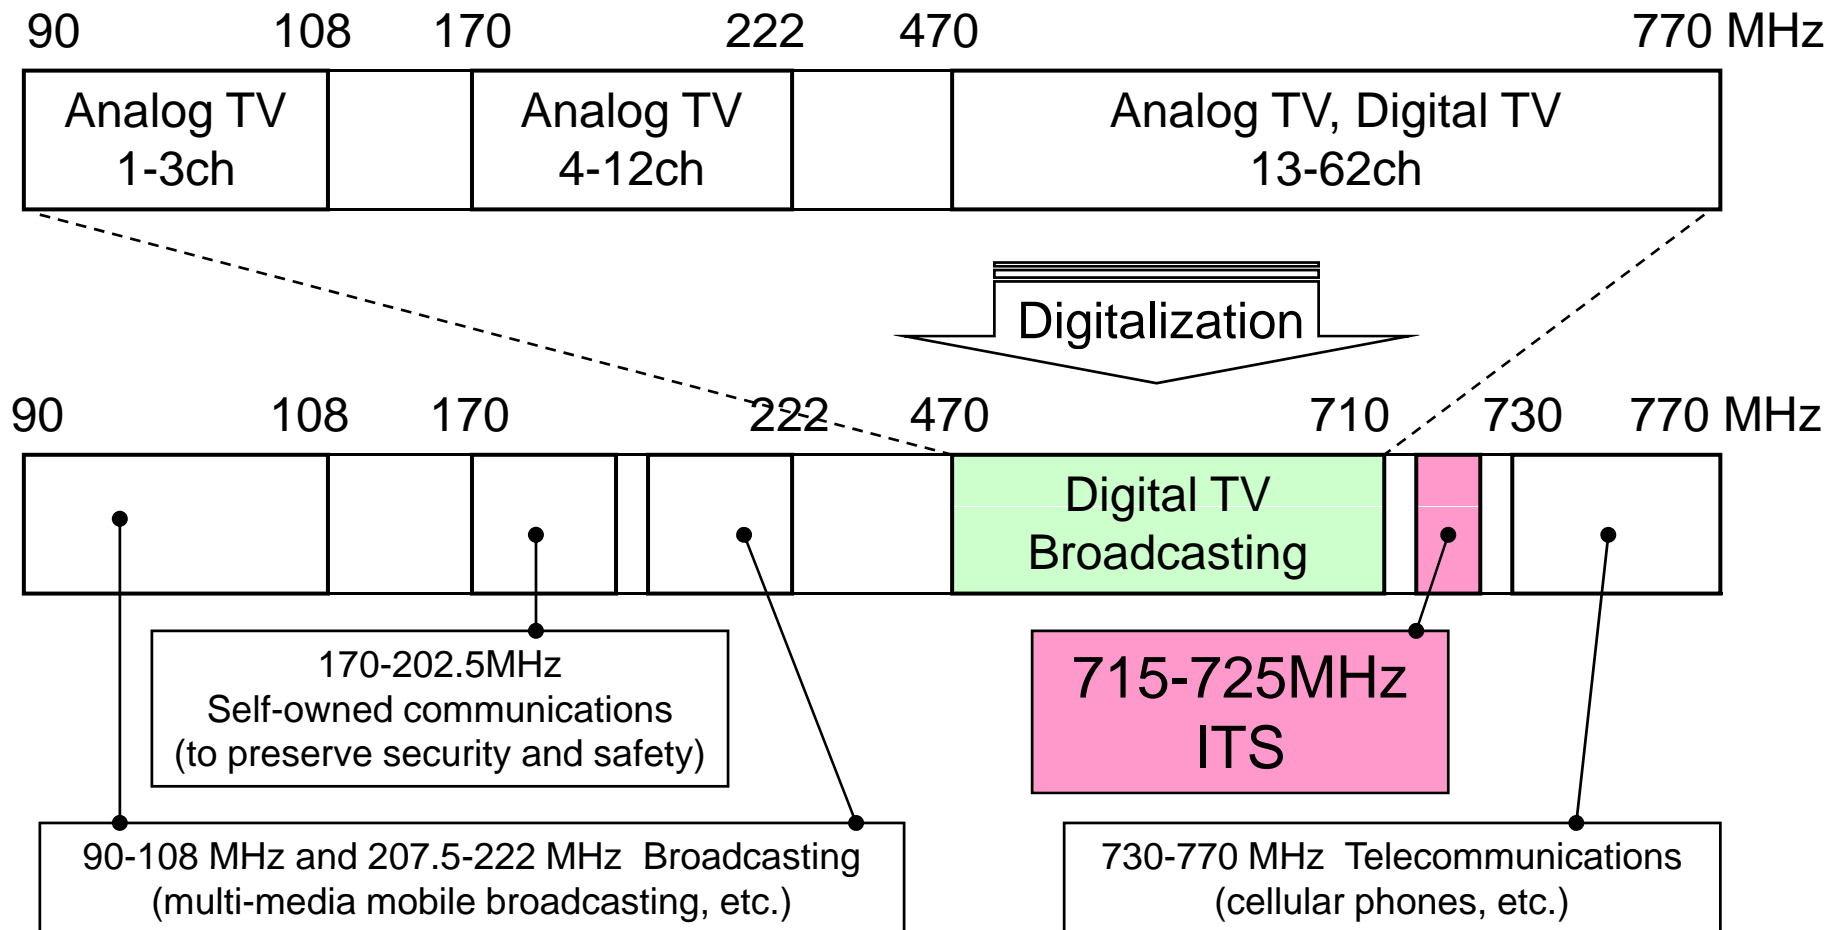 90 108 170 222 470 770 MHz
Analog TV
1-3ch
Analog TV
4-12ch
Analog TV, Digital TV
13-62ch
Digitalization
90 108 170 222 470 710 730 770 MHz
Digital TV
Broadcasting
170-202.5MHz
Self-owned communications
(to preserve security and safety)
715-725MHz
ITS
90-108 MHz and 207.5-222 MHz Broadcasting
(multi-media mobile broadcasting, etc.)
730-770 MHz Telecommunications
(cellular phones, etc.)